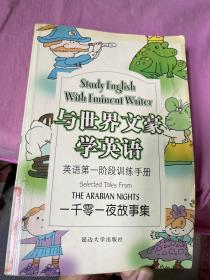 Study English
With Eminent Writer
与世界文豪
学英语
英语第一阶段训练手册
Selected Titles From
THE ARABIAN NIGHTS
一千零一夜故事集
延边大学出版社